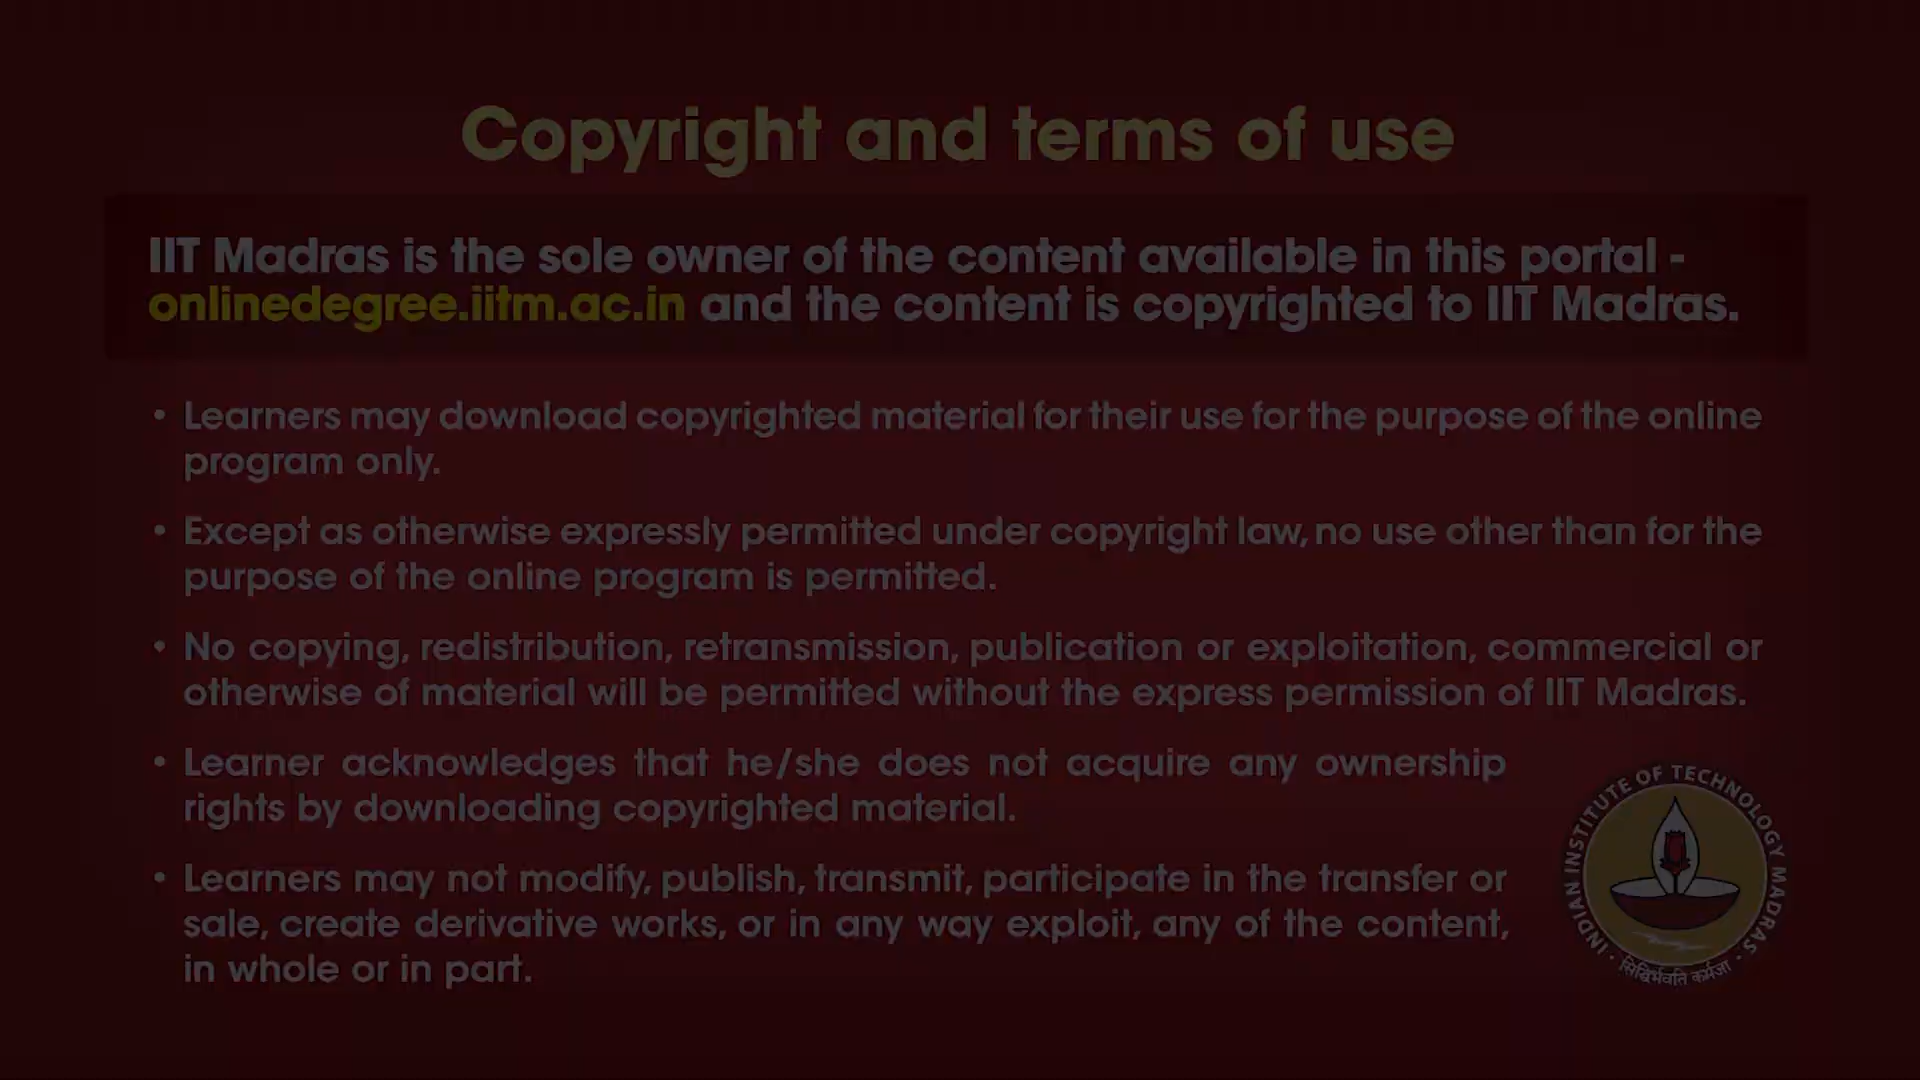 Copyright and terms of use
IIT Madras is the sole owner of the content available in this portal -
onlinedegree.iitm.ac.in and the content is copyrighted to IIT Madras.
• Learners may download copyrighted material for their use for the purpose of the online
program only.
• Except as otherwise expressly permitted under copyright law, no use other than for the
purpose of the online program is permitted.
• No copying, redistribution, retransmission, publication or exploitation, commercial or
otherwise of material will be permitted without the express permission of IIT Madras.
• Learner acknowledges that he/she does not acquire any ownership
rights by downloading copyrighted material.
• Learners may not modify, publish, transmit, participate in the transfer or
sale, create derivative works, or in any way exploit, any of the content,
in whole or in part.
INDIAN INSTITUTE OF TECHNOLOGY MADRAS
सिद्धिर्भवति कर्मजा